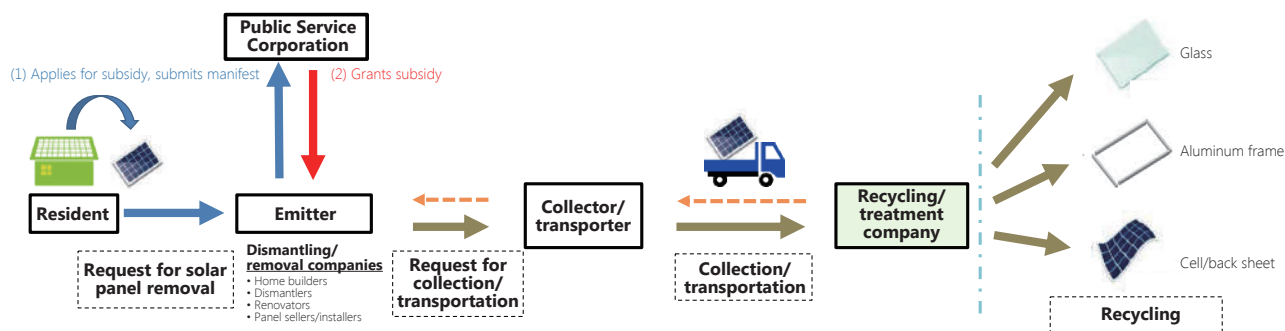 Public Service
Corporation
(1) Applies for subsidy, submits manifest
(2) Grants subsidy
Resident
Emitter
Collector/
transporter
Recycling/
treatment
company
Request for solar
panel removal
Dismantling/
removal companies
• Home builders
• Dismantlers
• Renovators
• Panel sellers/installers
Request for
collection/
transportation
Collection/
transportation
Glass
Aluminum frame
Cell/back sheet
Recycling